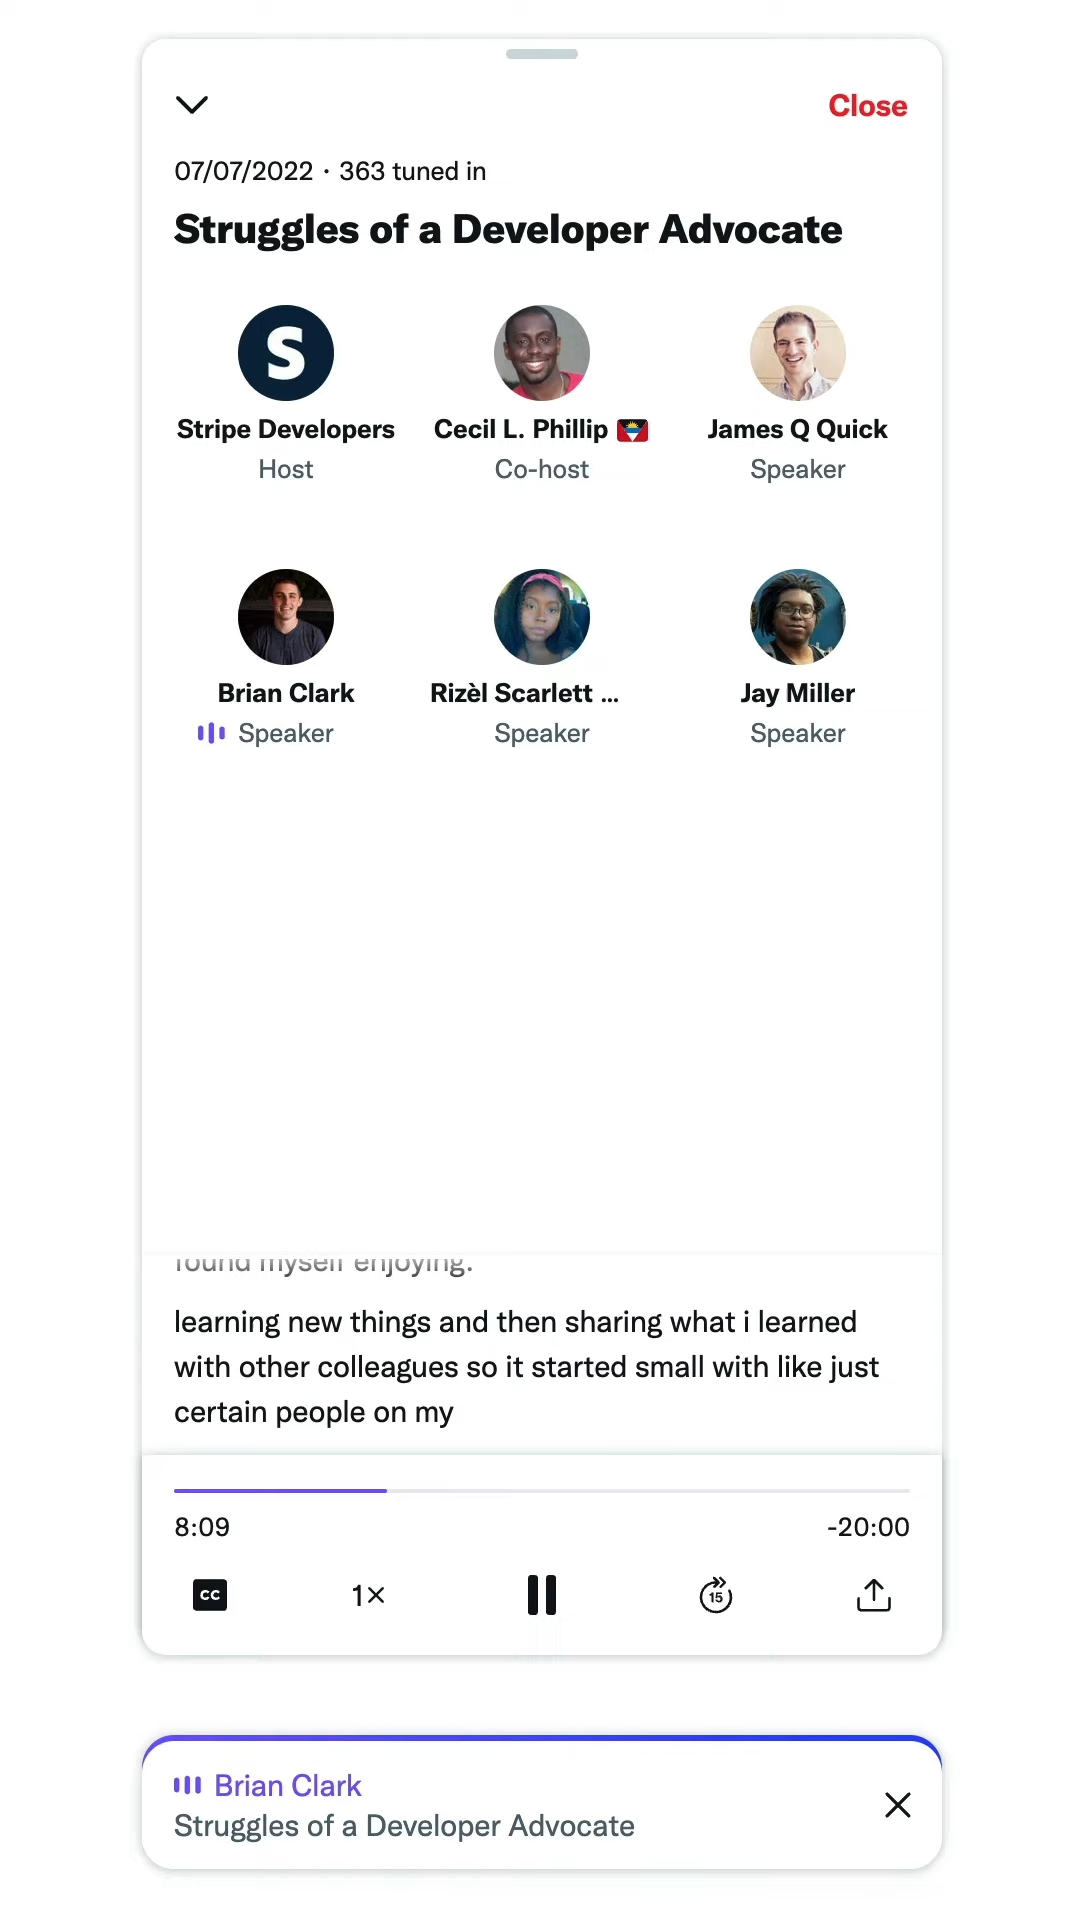 Close
07/07/2022 · 363 tuned in
Struggles of a Developer Advocate
S
Stripe Developers
Host
Cecil L. Phillip 🇦🇬
Co-host
James Q Quick
Speaker
Brian Clark
Speaker
Rizèl Scarlett ...
Speaker
Jay Miller
Speaker
found myself enjoying.
learning new things and then sharing what i learned
with other colleagues so it started small with like just
certain people on my
8:09
-20:00
CC
1×
15
Brian Clark
Struggles of a Developer Advocate